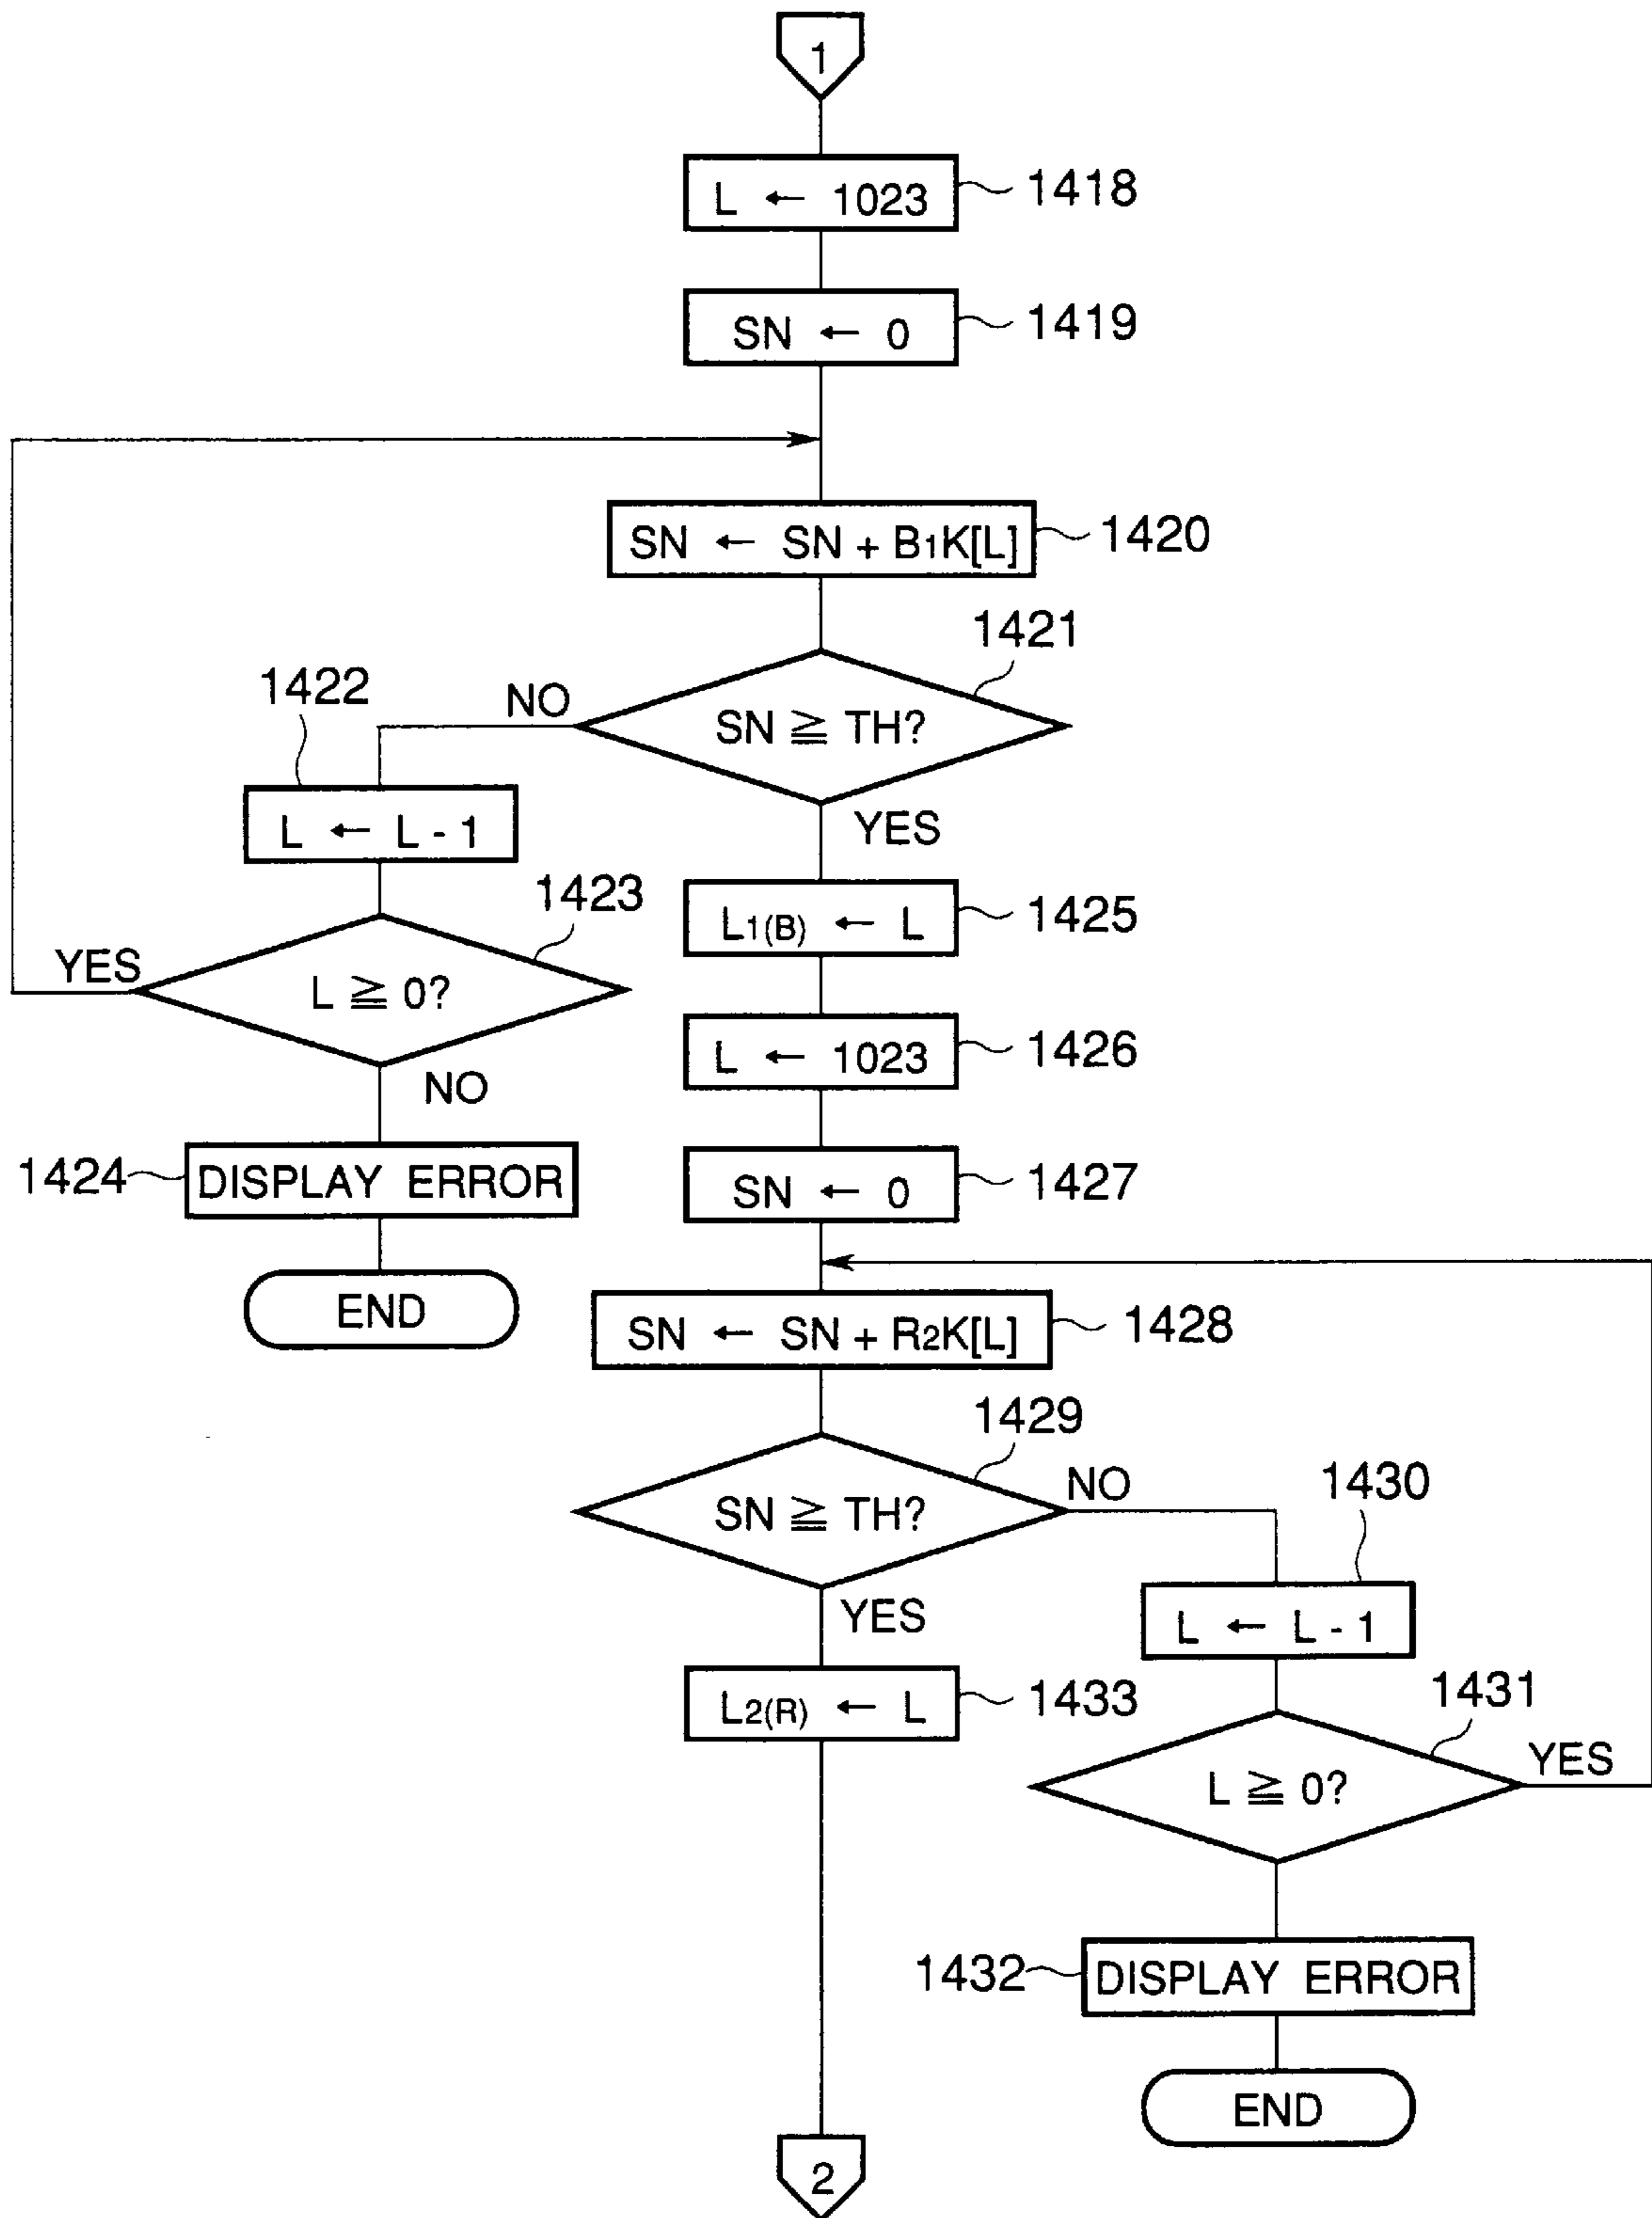 1
L ← 1023
1418
SN ← 0
1419
SN ← SN + B1K[L]
1420
1421
SN ≧ TH?
NO
YES
1422
L ← L - 1
1423
L ≧ 0?
YES
NO
1424
DISPLAY ERROR
END
L1(B) ← L
1425
L ← 1023
1426
SN ← 0
1427
SN ← SN + R2K[L]
1428
1429
SN ≧ TH?
NO
YES
1430
L ← L - 1
1431
L ≧ 0?
YES
1432
DISPLAY ERROR
END
L2(R) ← L
1433
2